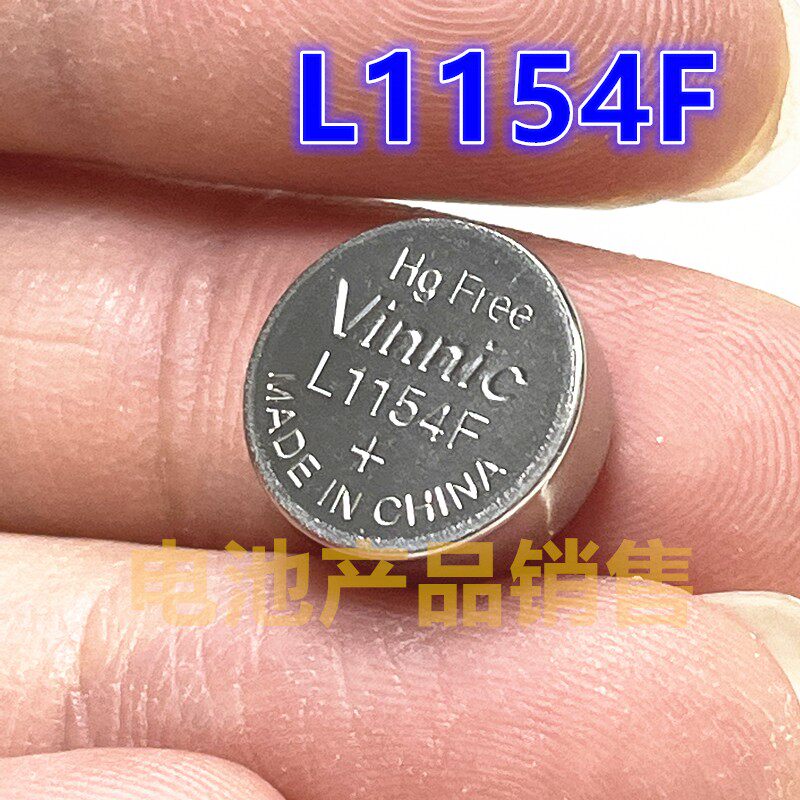 L1154F
Hg Free
Vinnic
L1154F
+
MADE IN CHINA
电池产品销售